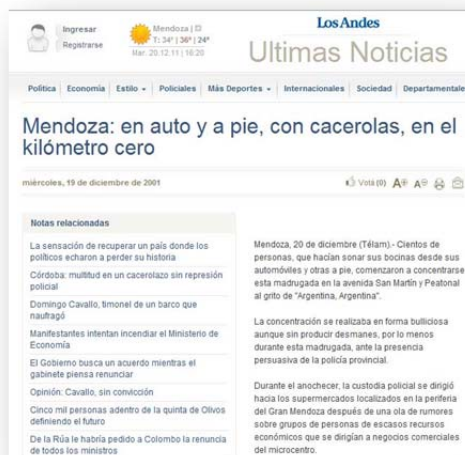 Ingresar
Registrarse
Mendoza |
T: 34° | 36° | 24°
Mar. 20.12.11 | 16:20
Los Andes
Ultimas Noticias
Política Economía Estilo Policiales Más Deportes Internacionales Sociedad Departamentale
Mendoza: en auto y a pie, con cacerolas, en el
kilómetro cero
miércoles, 19 de diciembre de 2001
Votá (0) A A
Notas relacionadas
La sensación de recuperar un país donde los
políticos echaron a perder su historia
Córdoba: multitud en un cacerolazo sin represión
policial
Domingo Cavallo, timonel de un barco que
naufragó
Manifestantes intentan incendiar el Ministerio de
Economía
El Gobierno busca un acuerdo mientras el
gabinete piensa renunciar
Opinión: Cavallo, sin convicción
Cinco mil personas adentro de la quinta de Olivos
definiendo el futuro
De la Rúa le habría pedido a Colombo la renuncia
de todos los ministros
Mendoza, 20 de diciembre (Télam).- Cientos de
personas, que hacían sonar sus bocinas desde sus
automóviles y otras a pie, comenzaron a concentrarse
esta madrugada en la avenida San Martín y Peatonal
al grito de "Argentina, Argentina".
La concentración se realizaba en forma bulliciosa
aunque sin producir desmanes, por lo menos
durante esta madrugada, ante la presencia
persuasiva de la policía provincial.
Durante el anochecer, la custodia policial se dirigió
hacia los supermercados localizados en la periferia
del Gran Mendoza después de una ola de rumores
sobre grupos de personas de escasos recursos
económicos que se dirigían a negocios comerciales
del microcentro.